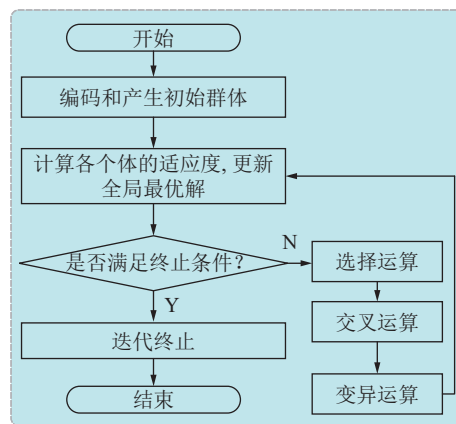 开始
编码和产生初始群体
计算各个体的适应度, 更新
全局最优解
是否满足终止条件？
N
选择运算
Y
交叉运算
迭代终止
变异运算
结束